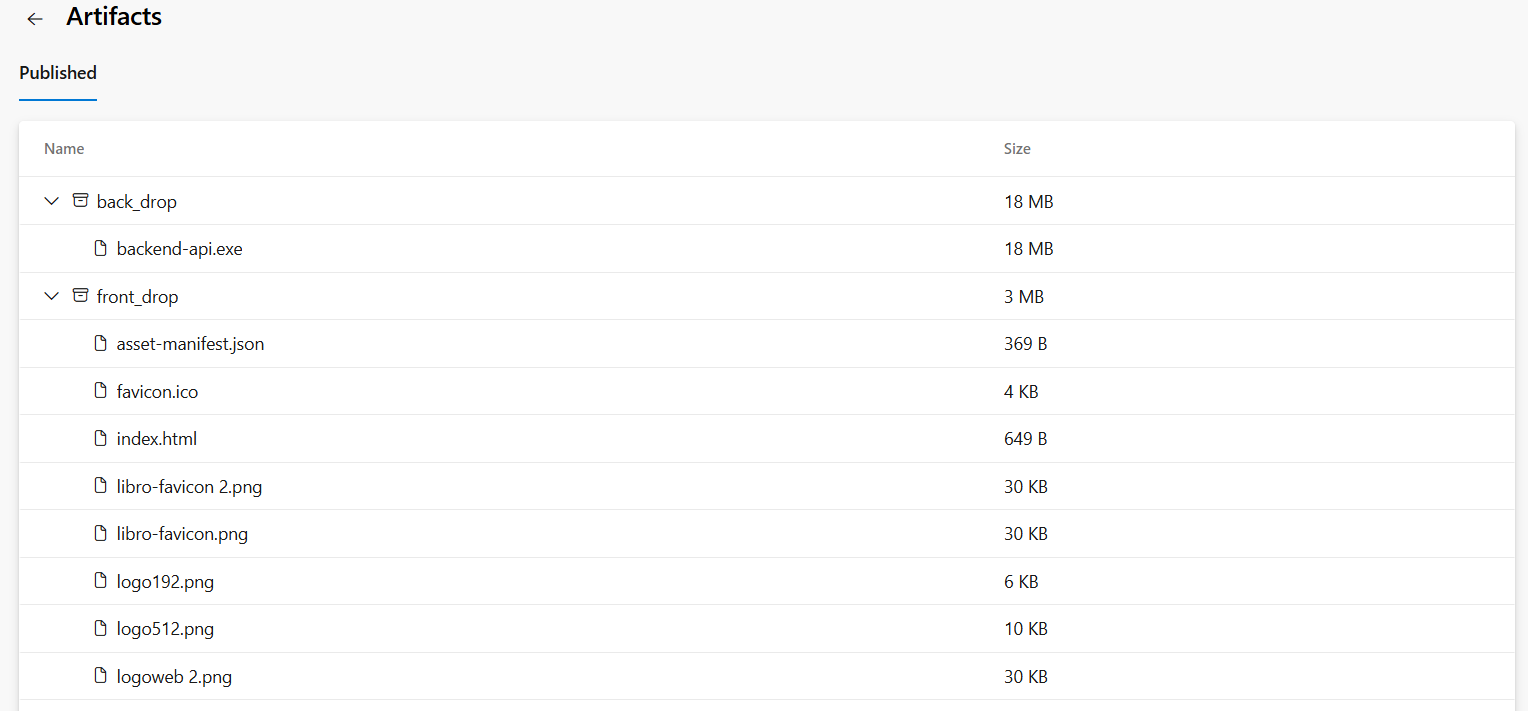 Artifacts
Published
Name Size
back_drop 18 MB
backend-api.exe 18 MB
front_drop 3 MB
asset-manifest.json 369 B
favicon.ico 4 KB
index.html 649 B
libro-favicon 2.png 30 KB
libro-favicon.png 30 KB
logo192.png 6 KB
logo512.png 10 KB
logoweb 2.png 30 KB